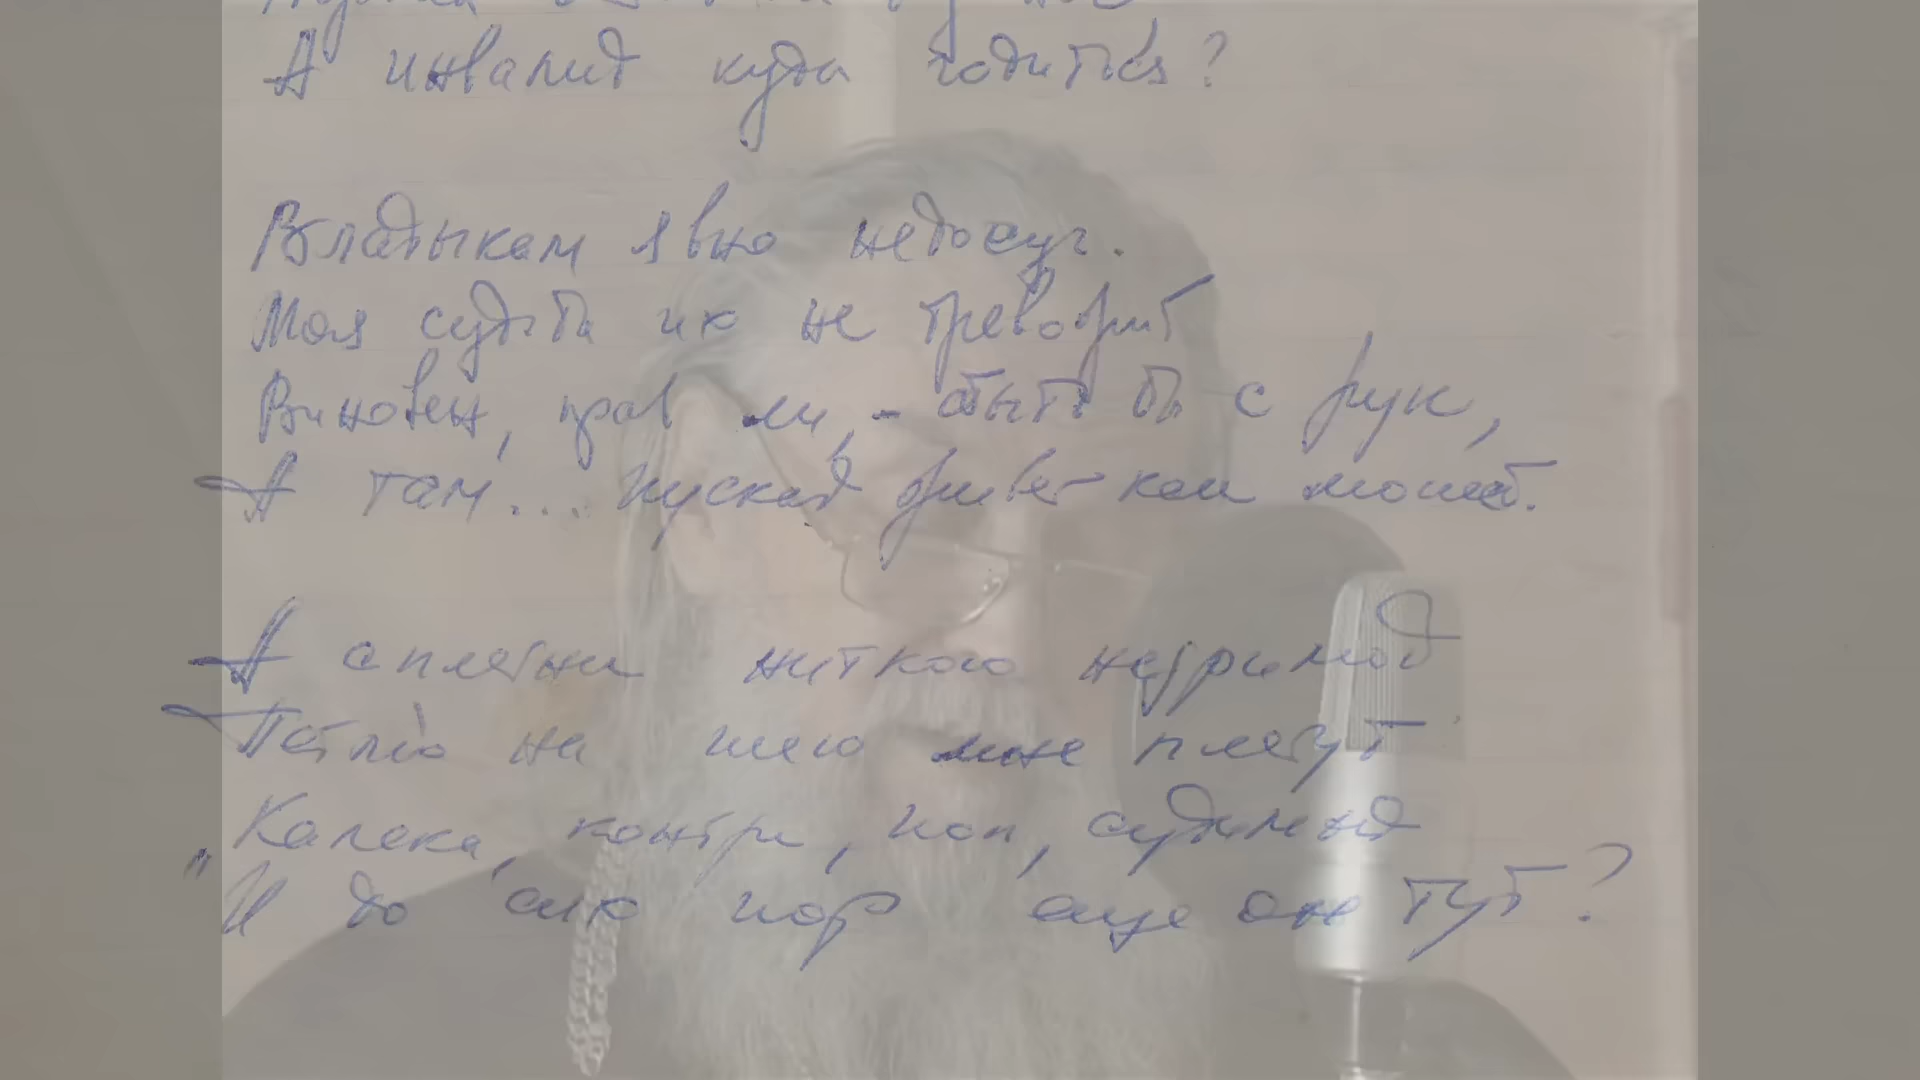 А инвалид куда годиться?
Владыкам явно недосуг.
Моя судьба их не тревожит
Виновен, прав ли, - сбыть бы с рук,
А там... пускай живет как может.
А сплетни ниткою незримой
Петлю на шею мне плетут
Калека, контра, поп, судимый
"И до сих пор еще он тут?